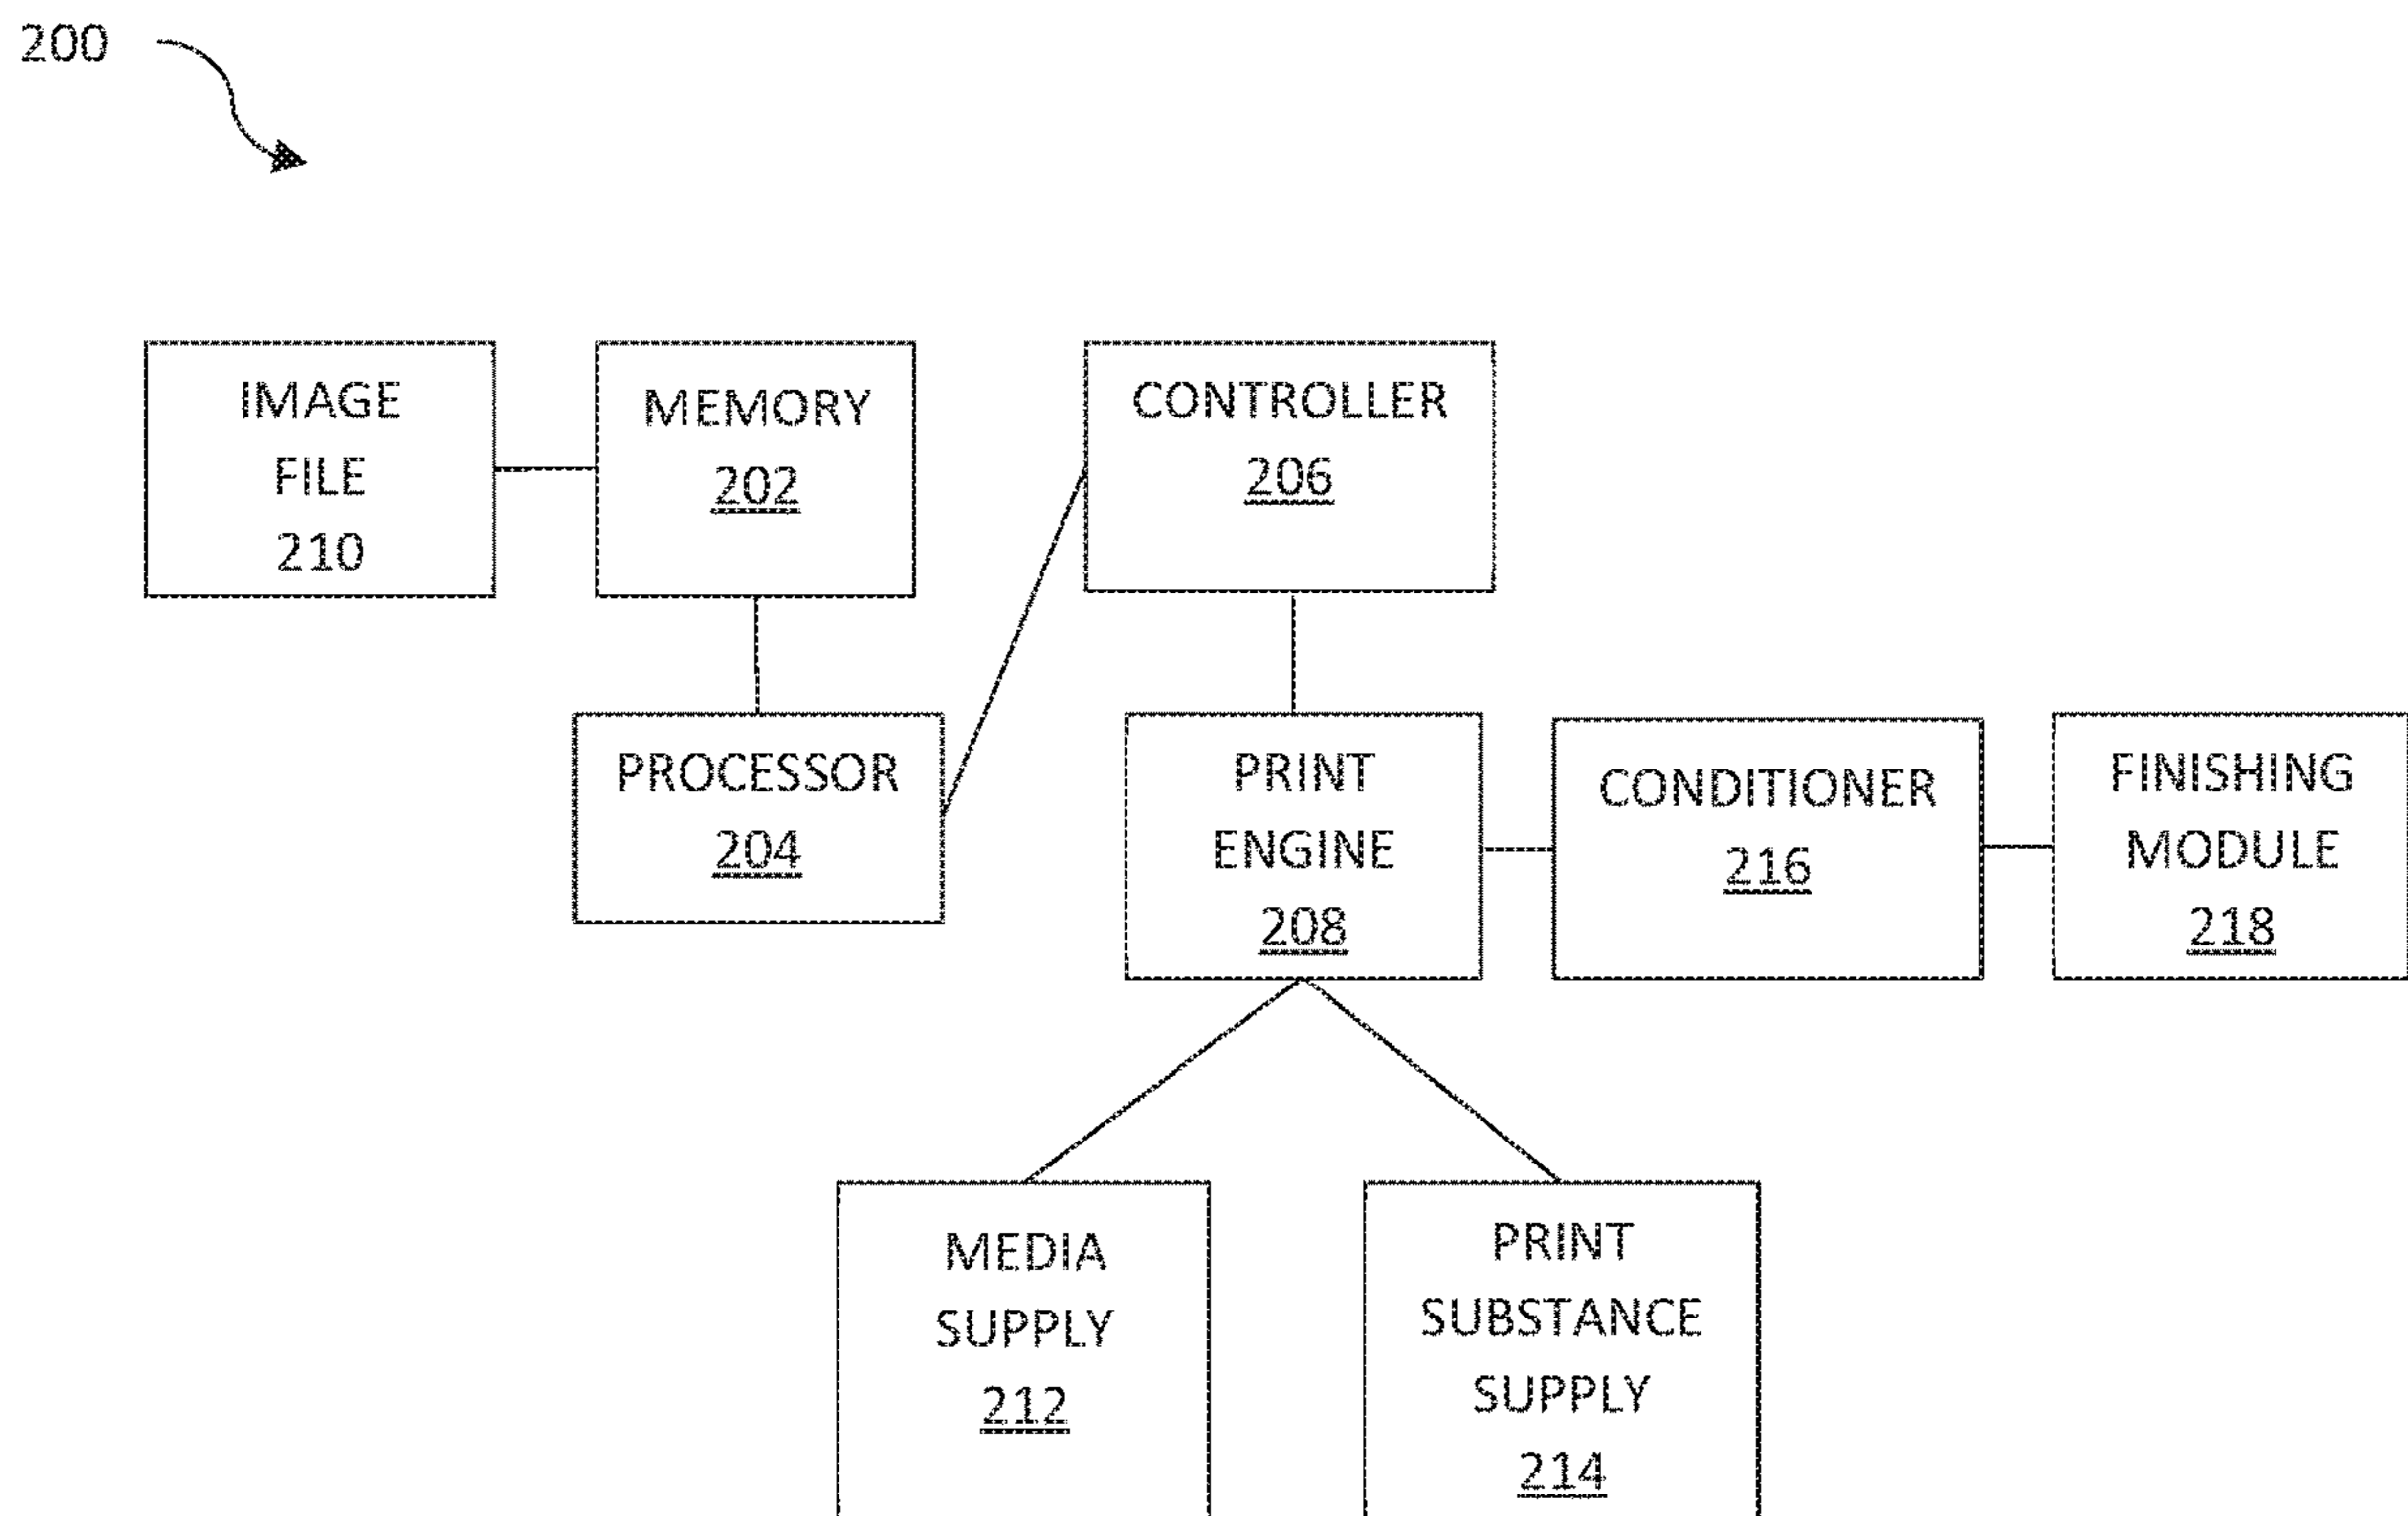 200
IMAGE
FILE
210
MEMORY
202
CONTROLLER
206
PROCESSOR
204
PRINT
ENGINE
208
CONDITIONER
216
FINISHING
MODULE
218
MEDIA
SUPPLY
212
PRINT
SUBSTANCE
SUPPLY
214